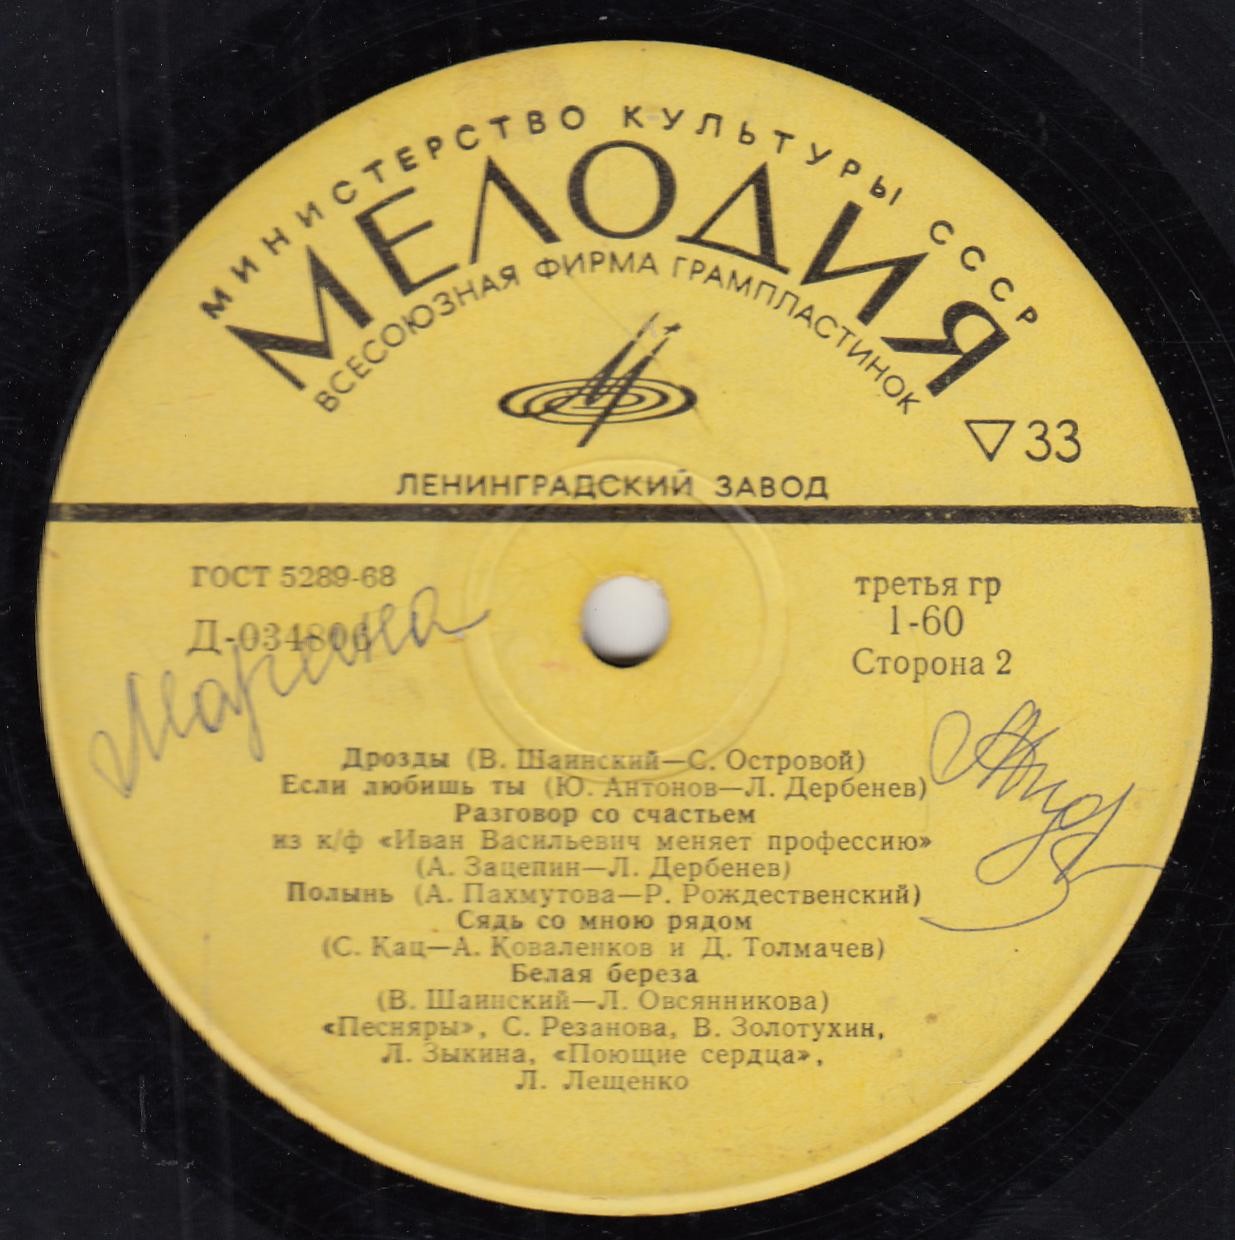 МИНИСТЕРСТВО КУЛЬТУРЫ СССР
МЕЛОДИЯ
ВСЕСОЮЗНАЯ ФИРМА ГРАМПЛАСТИНОК
33
ЛЕНИНГРАДСКИЙ ЗАВОД
ГОСТ 5289-68
Д-034806
Марина
третья гр
1-60
Сторона 2
Дрозды (В. Шаинский—С. Островой)
Если любишь ты (Ю. Антонов—Л. Дербенев)
Разговор со счастьем
из к/ф «Иван Васильевич меняет профессию»
(А. Зацепин—Л. Дербенев)
Полынь (А. Пахмутова—Р. Рождественский)
Сядь со мною рядом
(С. Кац—А. Коваленков и Д. Толмачев)
Белая береза
(В. Шаинский—Л. Овсянникова)
«Песняры», С. Резанова, В. Золотухин,
Л. Зыкина, «Поющие сердца»,
Л. Лещенко